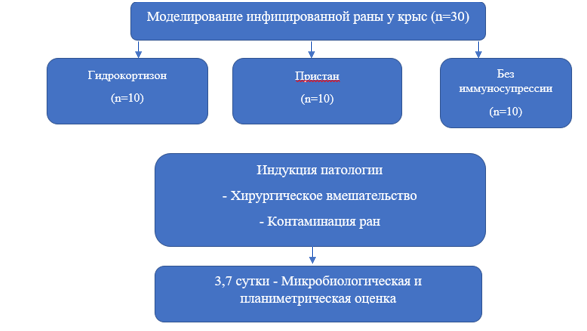 Моделирование инфицированной раны у крыс (n=30)
Гидрокортизон
(n=10)
Пристан
(n=10)
Без
иммуносупрессии
(n=10)
Индукция патологии
- Хирургическое вмешательство
- Контаминация ран
3,7 сутки - Микробиологическая и
планиметрическая оценка